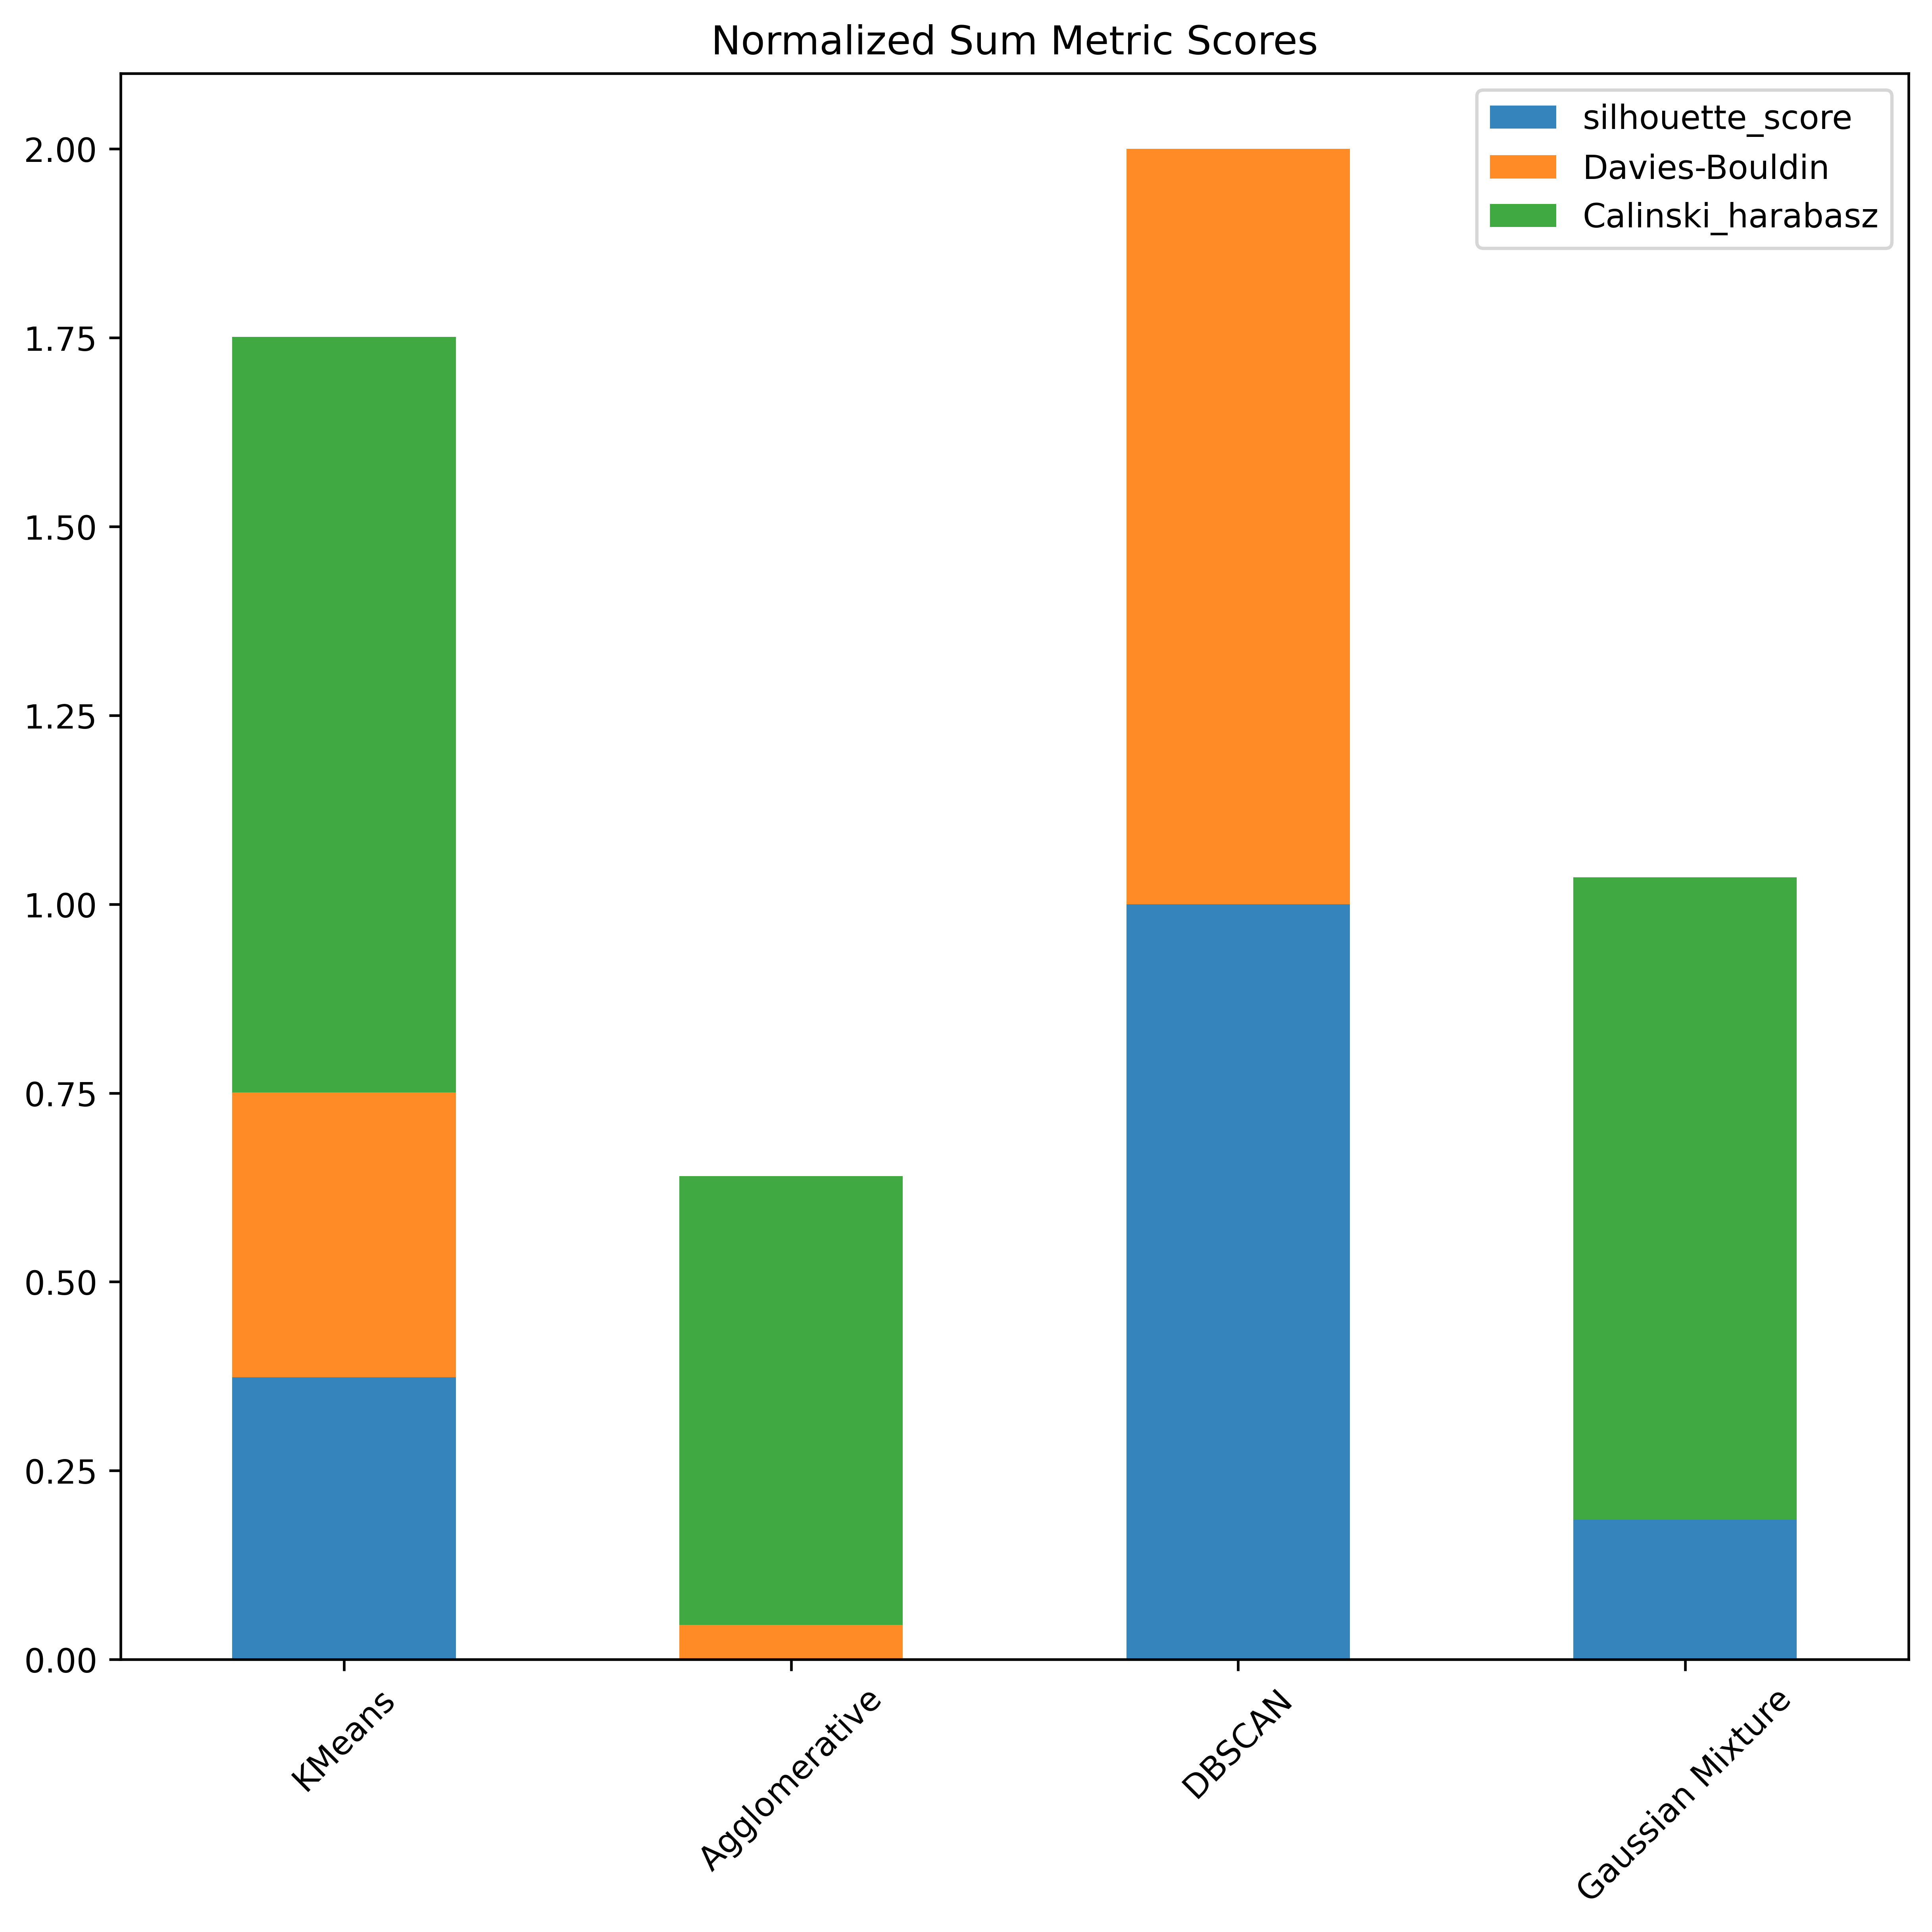 Normalized Sum Metric Scores
silhouette_score
Davies-Bouldin
Calinski_harabasz
2.00
1.75
1.50
1.25
1.00
0.75
0.50
0.25
0.00
KMeans
Agglomerative
DBSCAN
Gaussian Mixture